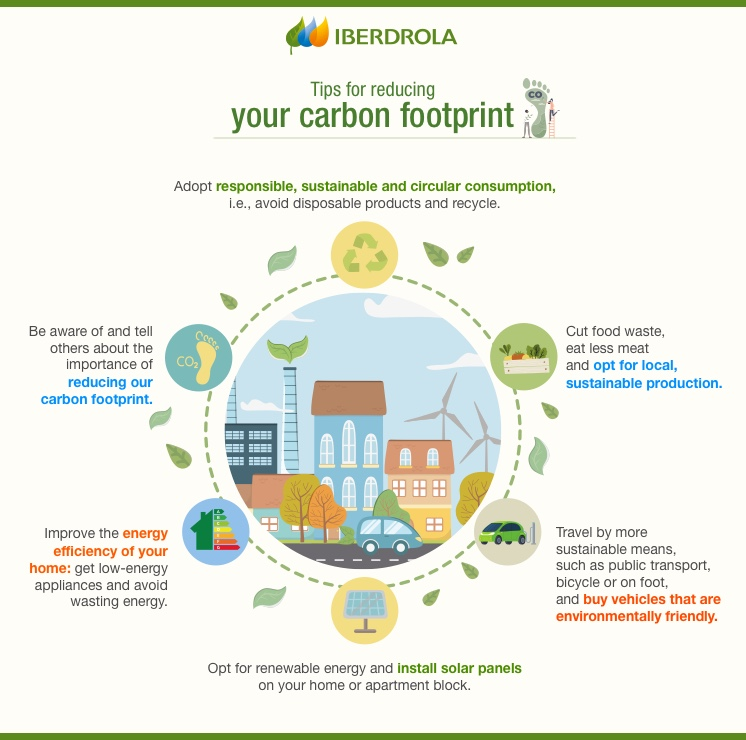 IBERDROLA
Tips for reducing
your carbon footprint
CO
Adopt responsible, sustainable and circular consumption,
i.e., avoid disposable products and recycle.
Be aware of and tell
others about the
importance of
reducing our
carbon footprint.
CO₂
Cut food waste,
eat less meat
and opt for local,
sustainable production.
Improve the energy
efficiency of your
home: get low-energy
appliances and avoid
wasting energy.
Travel by more
sustainable means,
such as public transport,
bicycle or on foot,
and buy vehicles that are
environmentally friendly.
Opt for renewable energy and install solar panels
on your home or apartment block.